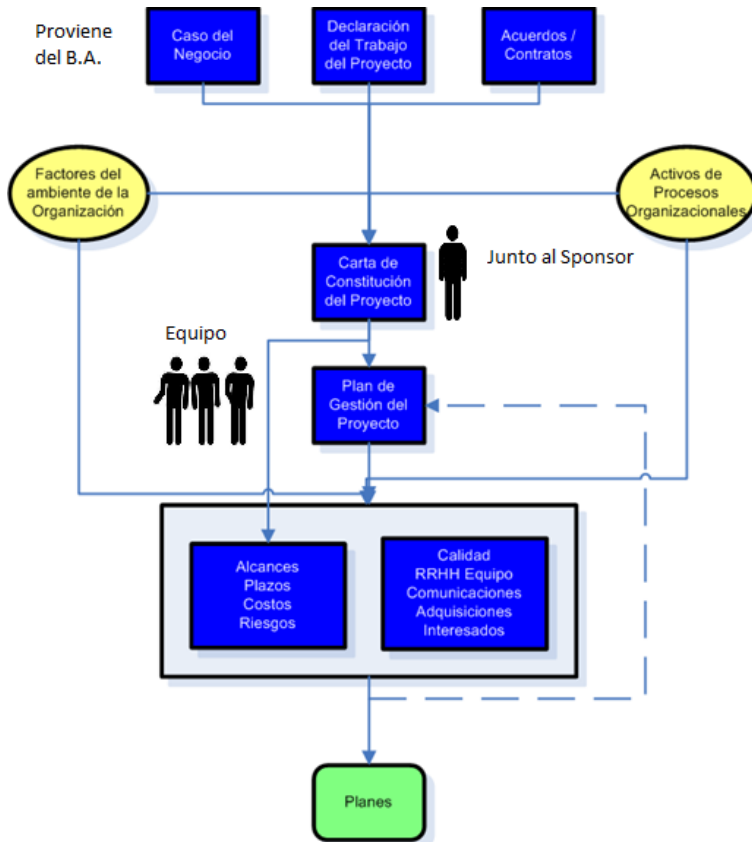 Proviene
del B.A.
Caso del
Negocio
Declaración
del Trabajo
del Proyecto
Acuerdos /
Contratos
Factores del
ambiente de la
Organización
Activos de
Procesos
Organizacionales
Carta de
Constitución
del Proyecto
Junto al Sponsor
Equipo
Plan de
Gestión del
Proyecto
Alcances
Plazos
Costos
Riesgos
Calidad
RRHH Equipo
Comunicaciones
Adquisiciones
Interesados
Planes